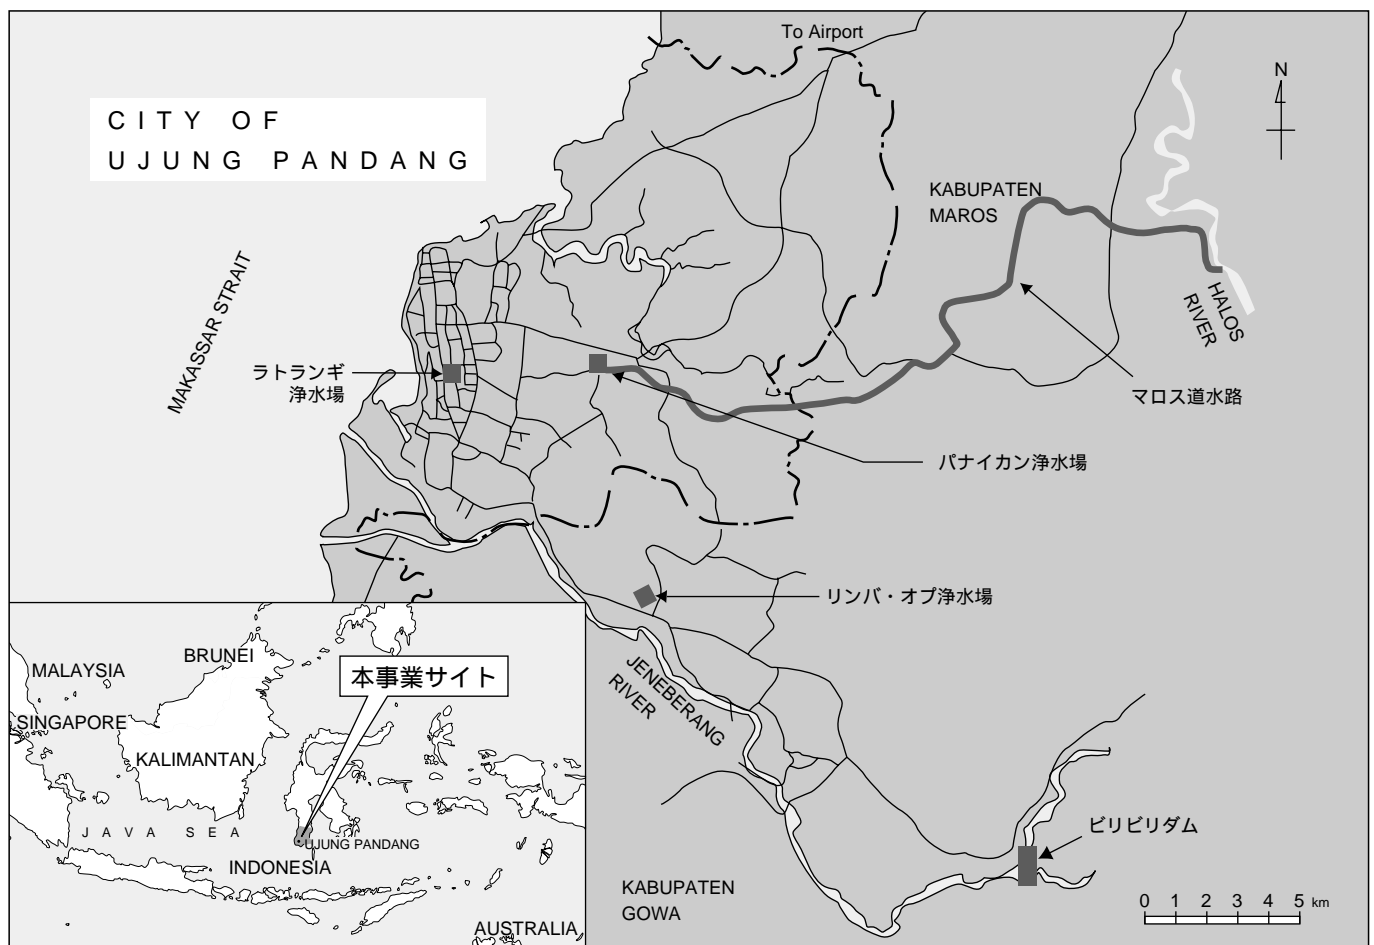 To Airport
CITY OF
UJUNG PANDANG
N
KABUPATEN
MAROS
MAKASSAR STRAIT
HALOS
RIVER
ラトランギ
浄水場
マロス道水路
パナイカン浄水場
リンバ・オプ浄水場
JENEBERANG
RIVER
ビリビリダム
KABUPATEN
GOWA
0 1 2 3 4 5 km
本事業サイト
BRUNEI
MALAYSIA
SINGAPORE
KALIMANTAN
JAVA SEA
UJUNG PANDANG
INDONESIA
AUSTRALIA